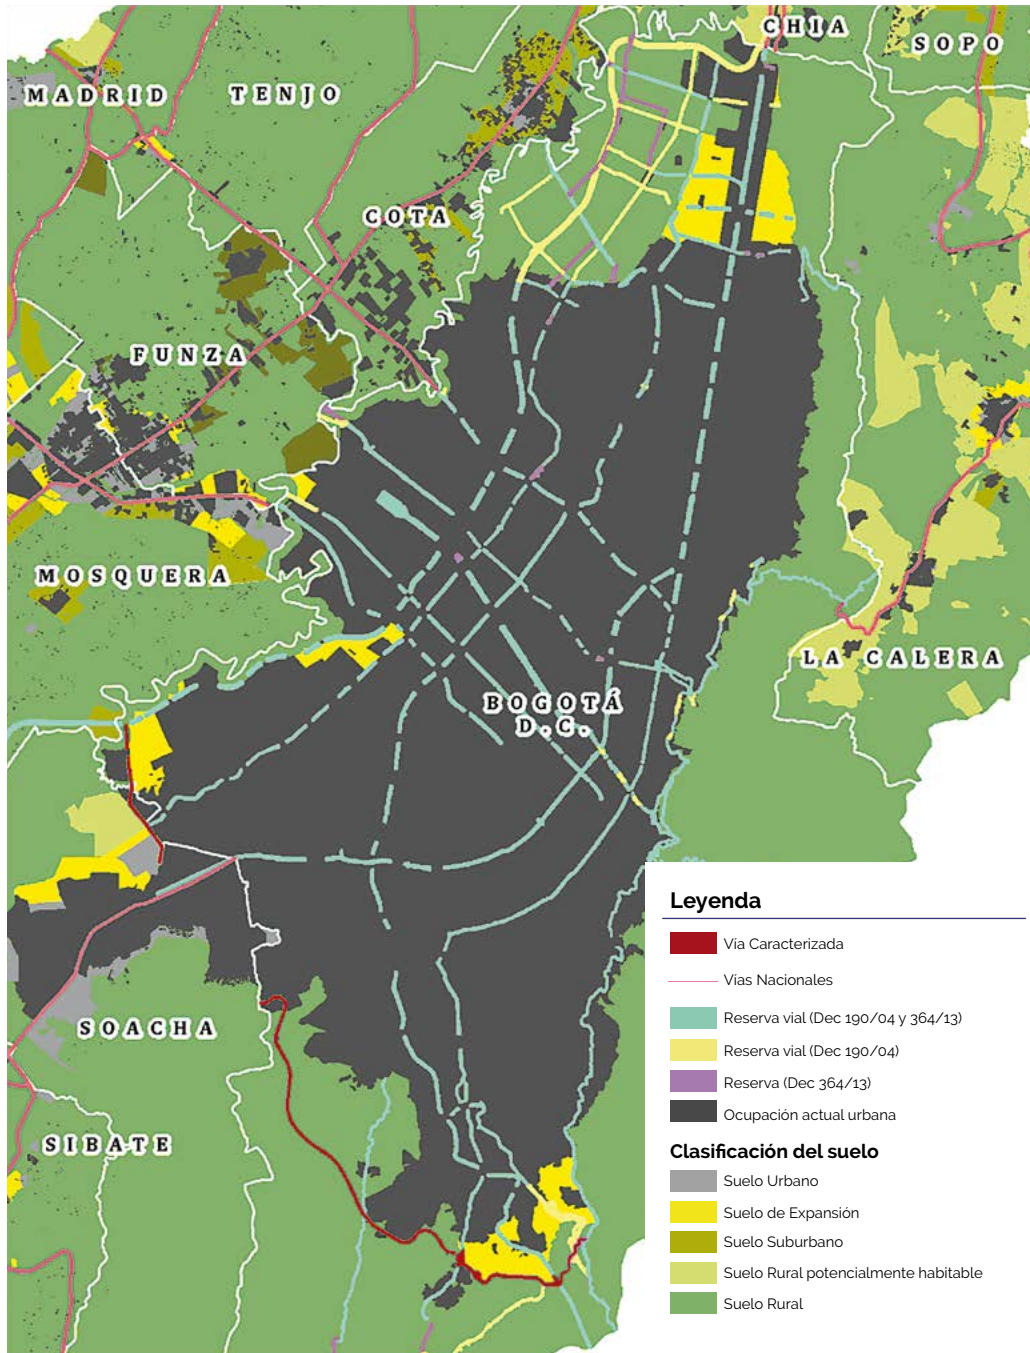 CHIA
SOPO
MADRID
TENJO
COTA
FUNZA
MOSQUERA
LA CALERA
BOGOTÁ
D.C.
SOACHA
SIBATE
Leyenda
Vía Caracterizada
Vías Nacionales
Reserva vial (Dec 190/04 y 364/13)
Reserva vial (Dec 190/04)
Reserva (Dec 364/13)
Ocupación actual urbana
Clasificación del suelo
Suelo Urbano
Suelo de Expansión
Suelo Suburbano
Suelo Rural potencialmente habitable
Suelo Rural